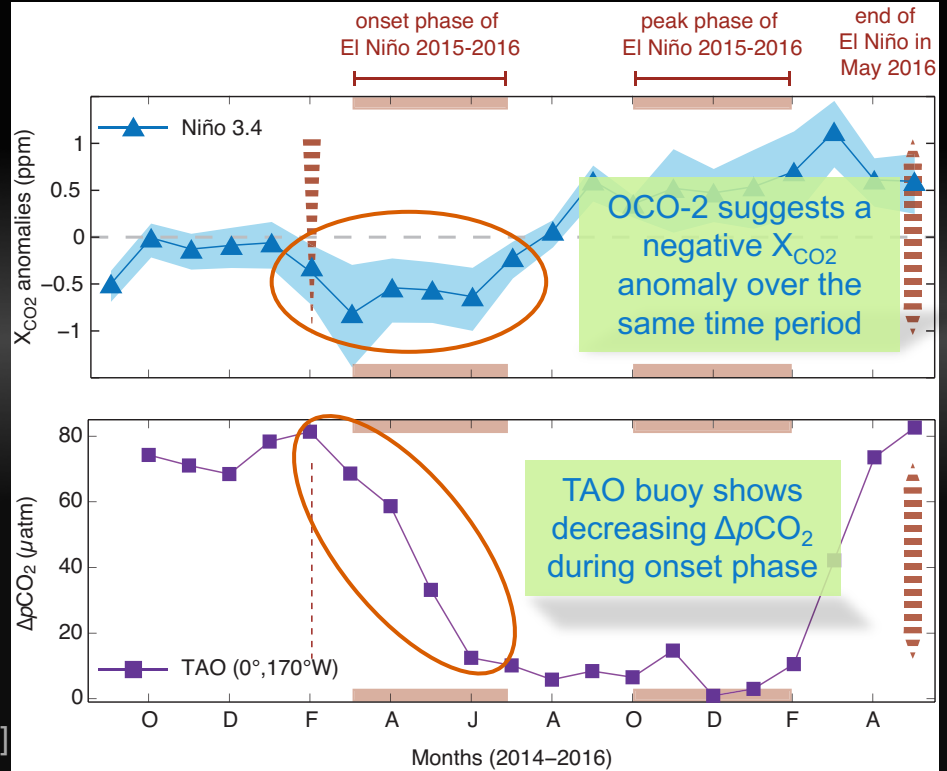 onset phase of
El Niño 2015-2016
peak phase of
El Niño 2015-2016
end of
El Niño in
May 2016
Niño 3.4
X_CO2 anomalies (ppm)
1
0.5
0
−0.5
−1
OCO-2 suggests a
negative X_CO2
anomaly over the
same time period
ΔpCO₂ (µatm)
80
60
40
20
0
TAO buoy shows
decreasing ΔpCO₂
during onset phase
TAO (0°,170°W)
O D F A J A O D F A
Months (2014–2016)
]